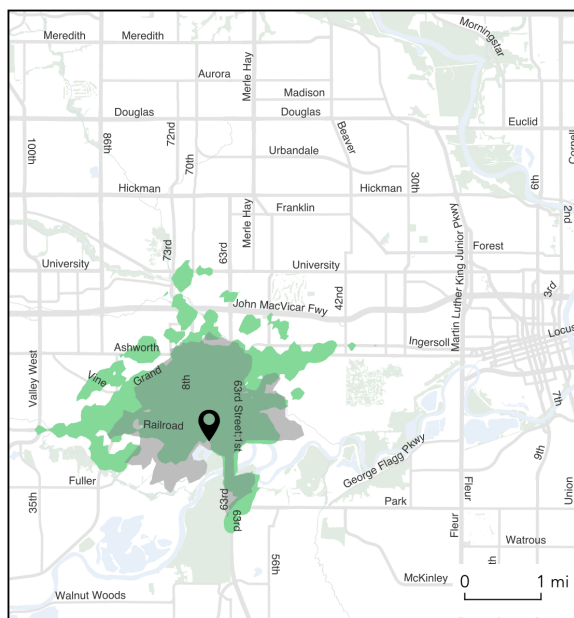 Morningstar
Meredith
Meredith
Merle Hay
Aurora
Madison
Douglas
Douglas
Euclid
Cornell
100th
86th
72nd
70th
Beaver
Urbandale
30th
6th
Hickman
Hickman
2nd
Merle Hay
Franklin
73rd
63rd
Forest
Martin Luther King Junior Pkwy
University
University
42nd
3rd
John MacVicar Fwy
Locus
Valley West
Ashworth
Ingersoll
Vine
Grand
8th
63rd Street;1st
7th
Railroad
9th
George Flagg Pkwy
Fuller
35th
63rd
63rd
Park
Fleur
Fleur
Union
Watrous
th
56th
McKinley
Walnut Woods
0 1 mi